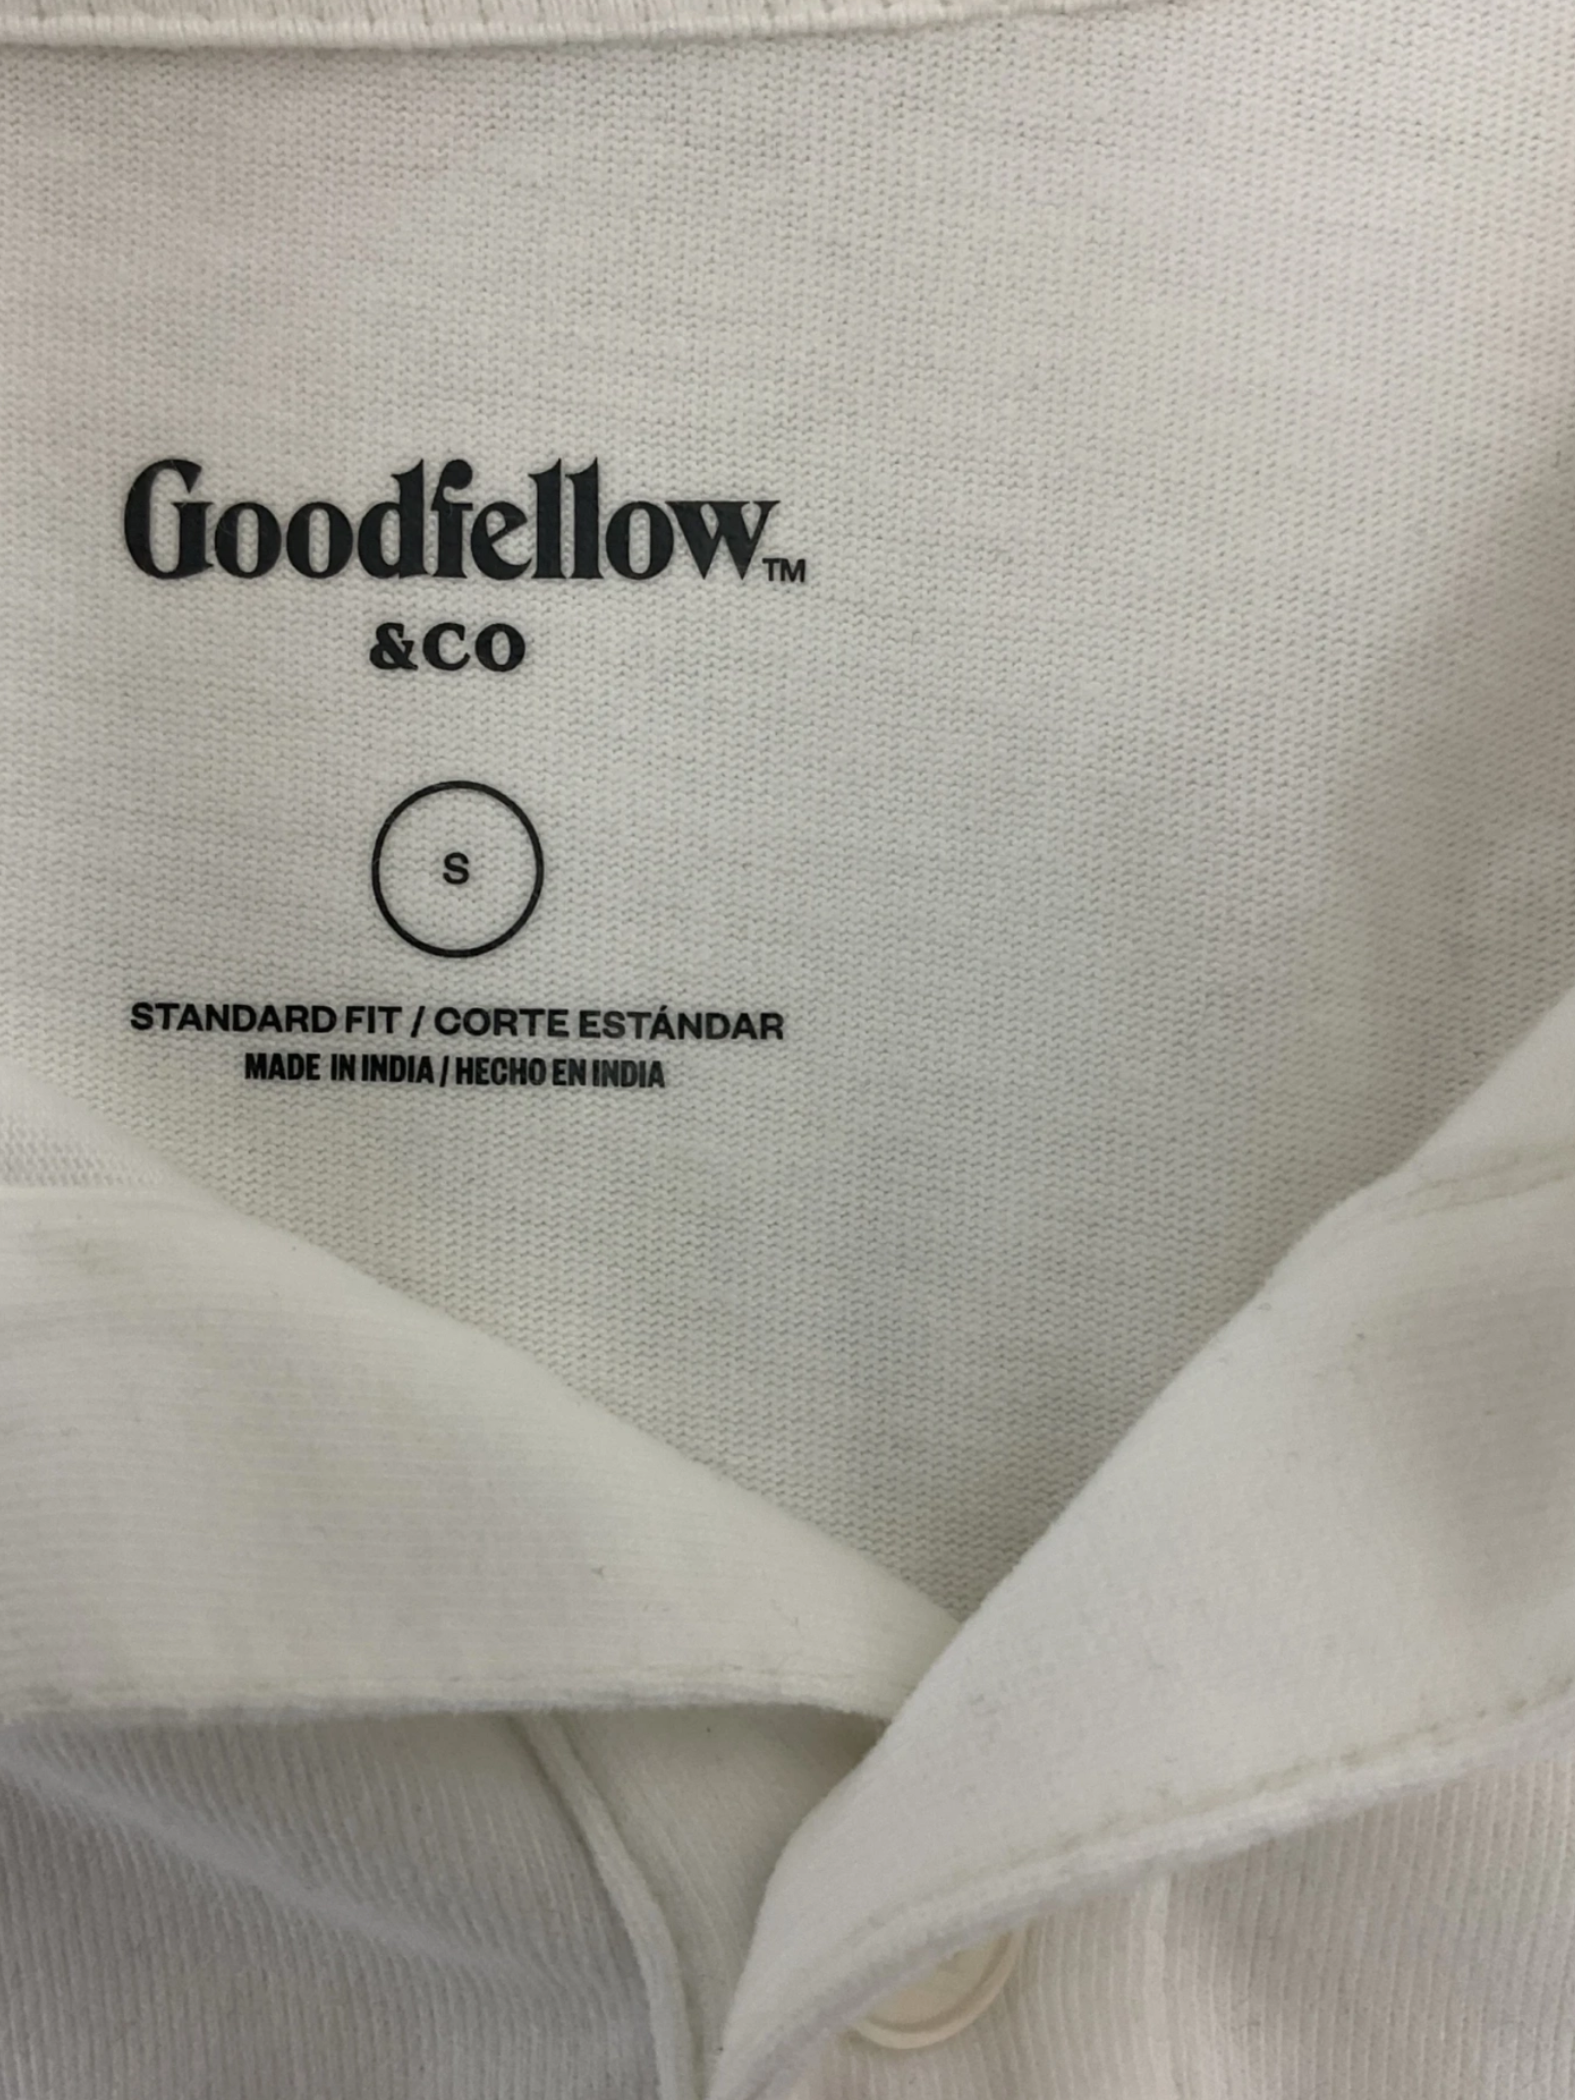 Goodfellow™
&CO
S
STANDARD FIT / CORTE ESTÁNDAR
MADE IN INDIA / HECHO EN INDIA